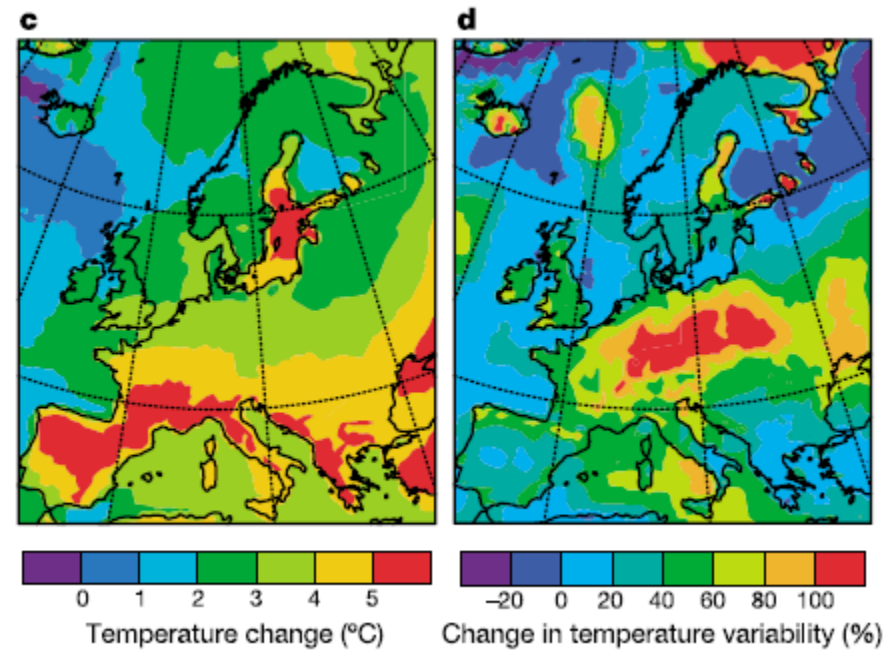 c d
0 1 2 3 4 5
Temperature change (ºC)
–20 0 20 40 60 80 100
Change in temperature variability (%)